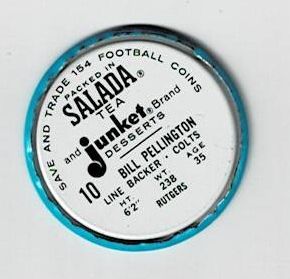 SAVE AND TRADE 154 FOOTBALL COINS
PACKED IN
SALADA®
TEA
and Junket® Brand
DESSERTS
10 BILL PELLINGTON
LINE BACKER · COLTS
HT. WT. AGE
6'2" 238 35
RUTGERS